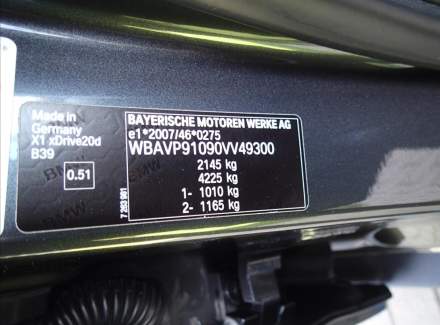 Made in
Germany
X1 xDrive20d
B39
0.51
BAYERISCHE MOTOREN WERKE AG
e1*2007/46*0275
WBAVP91090VV49300
2145 kg
4225 kg
1- 1010 kg
2- 1165 kg